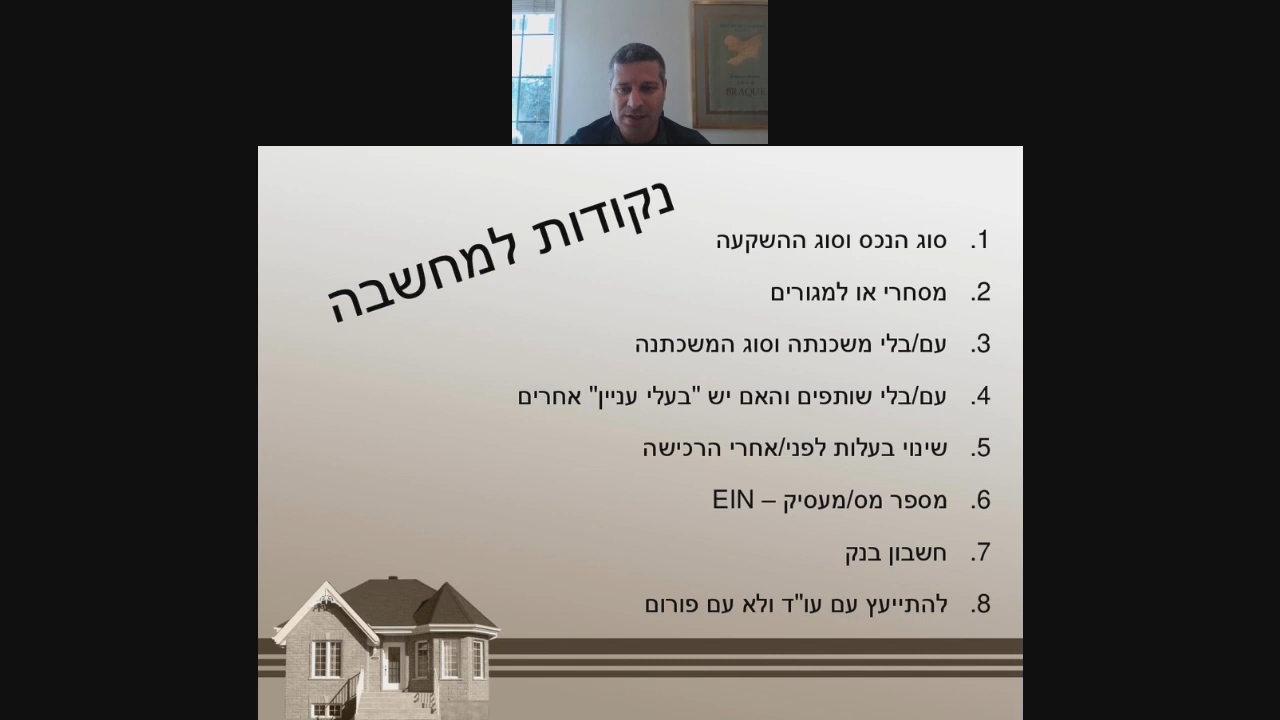 BRAQUE
נקודות למחשבה
1. סוג הנכס וסוג ההשקעה
2. מסחרי או למגורים
3. עם/בלי משכנתה וסוג המשכתנה
4. עם/בלי שותפים והאם יש "בעלי עניין" אחרים
5. שינוי בעלות לפני/אחרי הרכישה
6. מספר מס/מעסיק – EIN
7. חשבון בנק
8. להתייעץ עם עו"ד ולא עם פורום